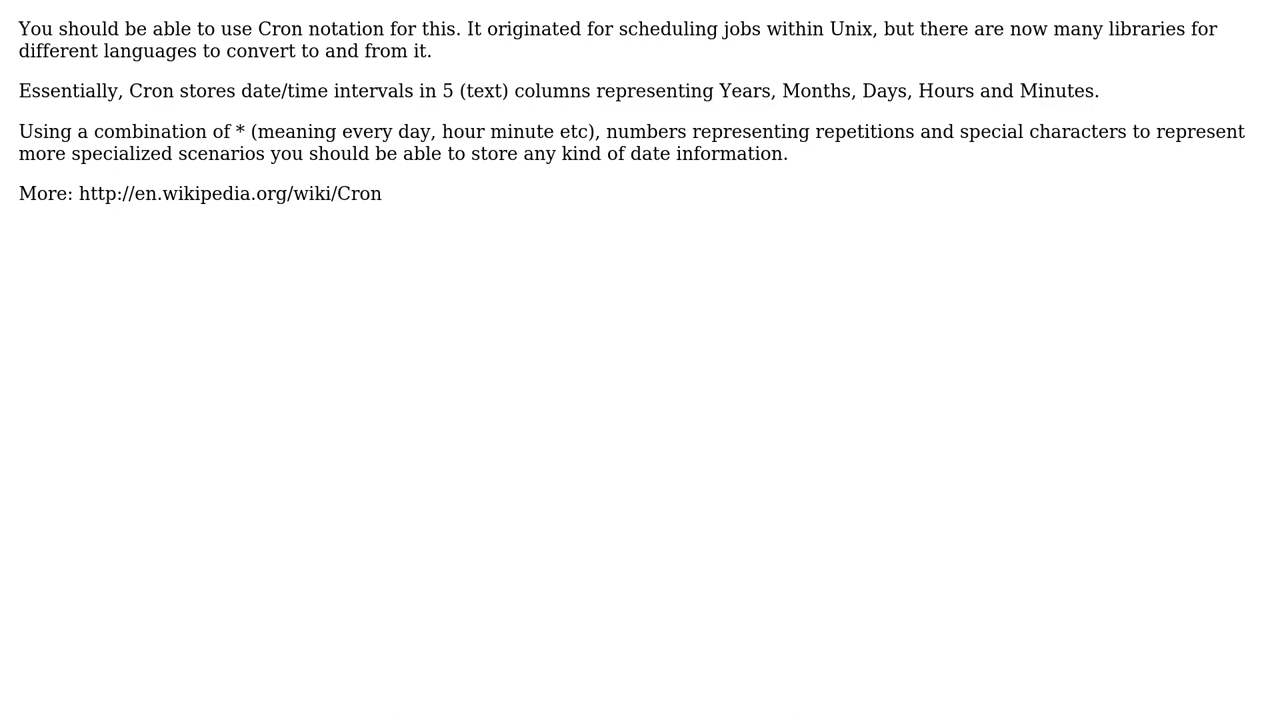 You should be able to use Cron notation for this. It originated for scheduling jobs within Unix, but there are now many libraries for
different languages to convert to and from it.
Essentially, Cron stores date/time intervals in 5 (text) columns representing Years, Months, Days, Hours and Minutes.
Using a combination of * (meaning every day, hour minute etc), numbers representing repetitions and special characters to represent
more specialized scenarios you should be able to store any kind of date information.
More: http://en.wikipedia.org/wiki/Cron